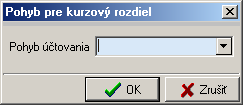 Pohyb pre kurzový rozdiel
Pohyb účtovania
OK
Zrušiť